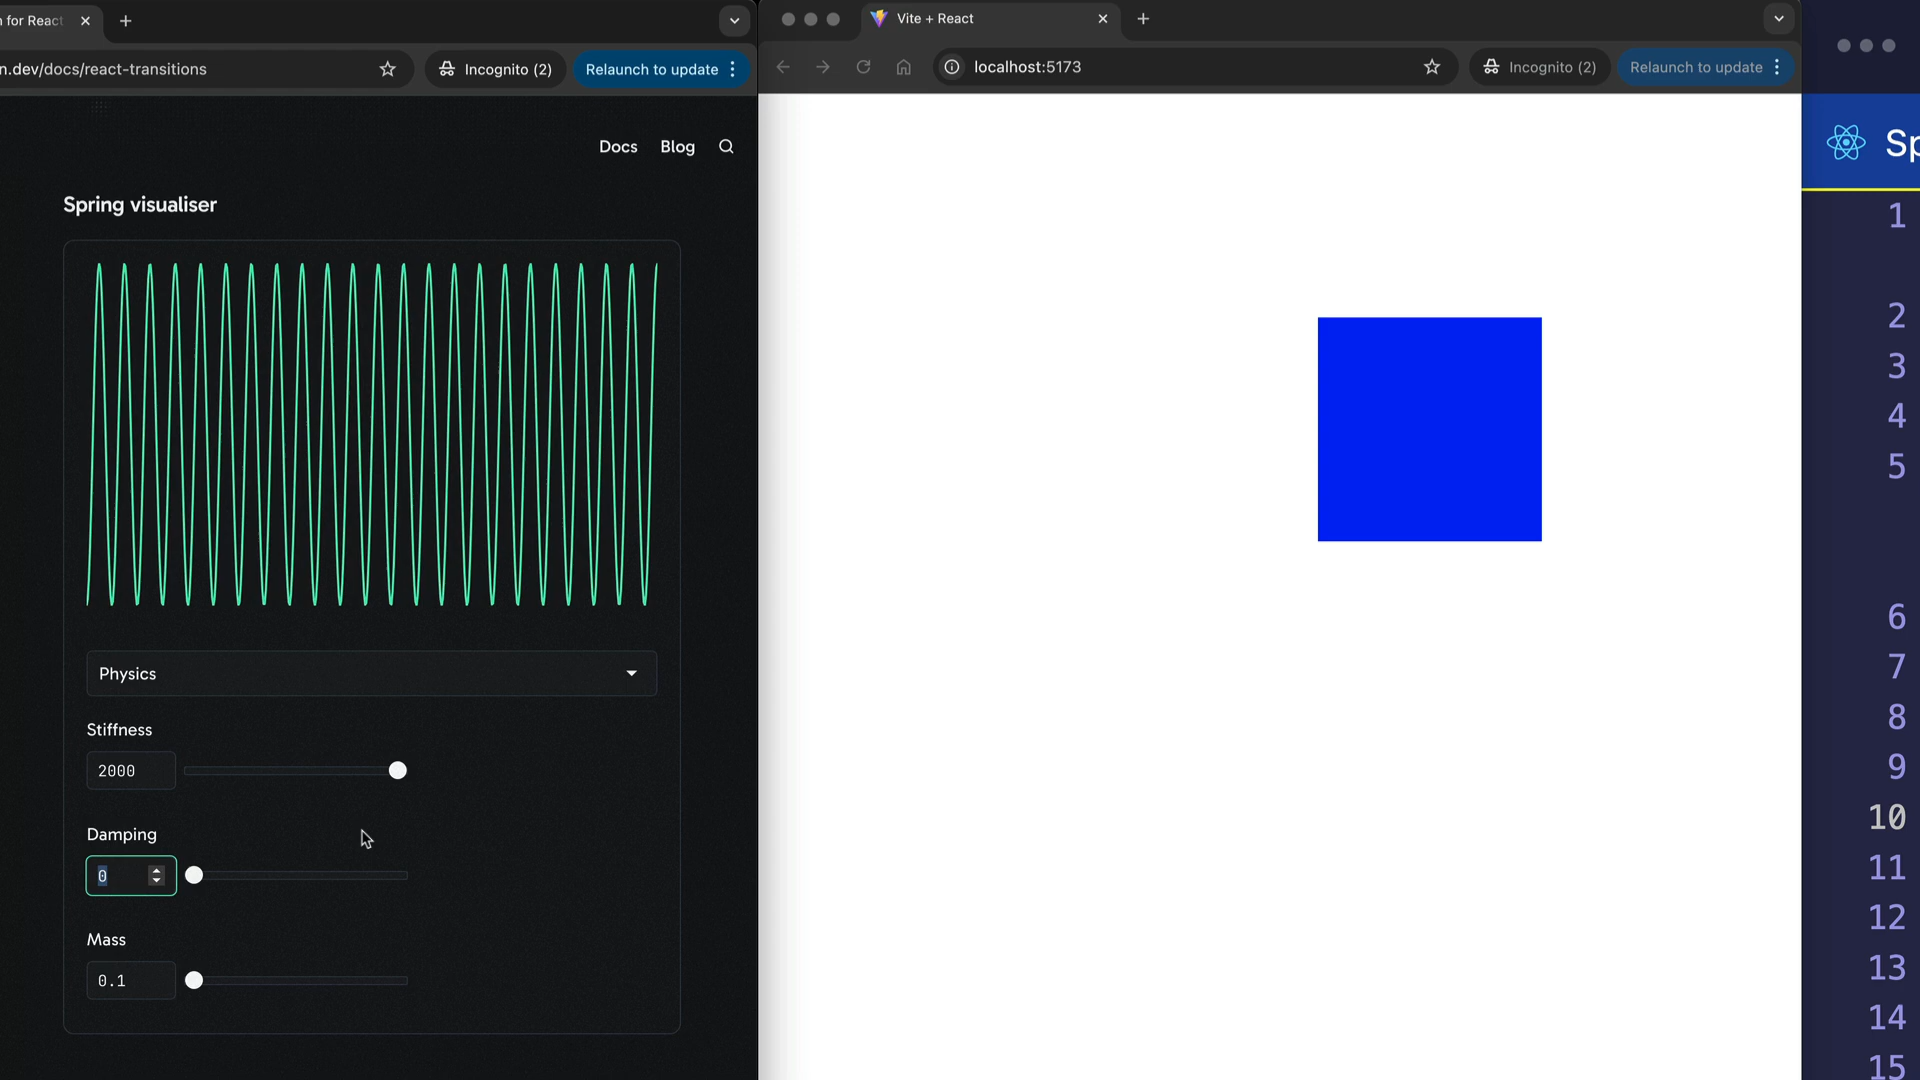 n for React
n.dev/docs/react-transitions
Incognito (2)
Relaunch to update
Docs
Blog
Spring visualiser
Physics
Stiffness
2000
Damping
0
Mass
0.1
Vite + React
localhost:5173
Incognito (2)
Relaunch to update
Sp
1
2
3
4
5
6
7
8
9
10
11
12
13
14
15